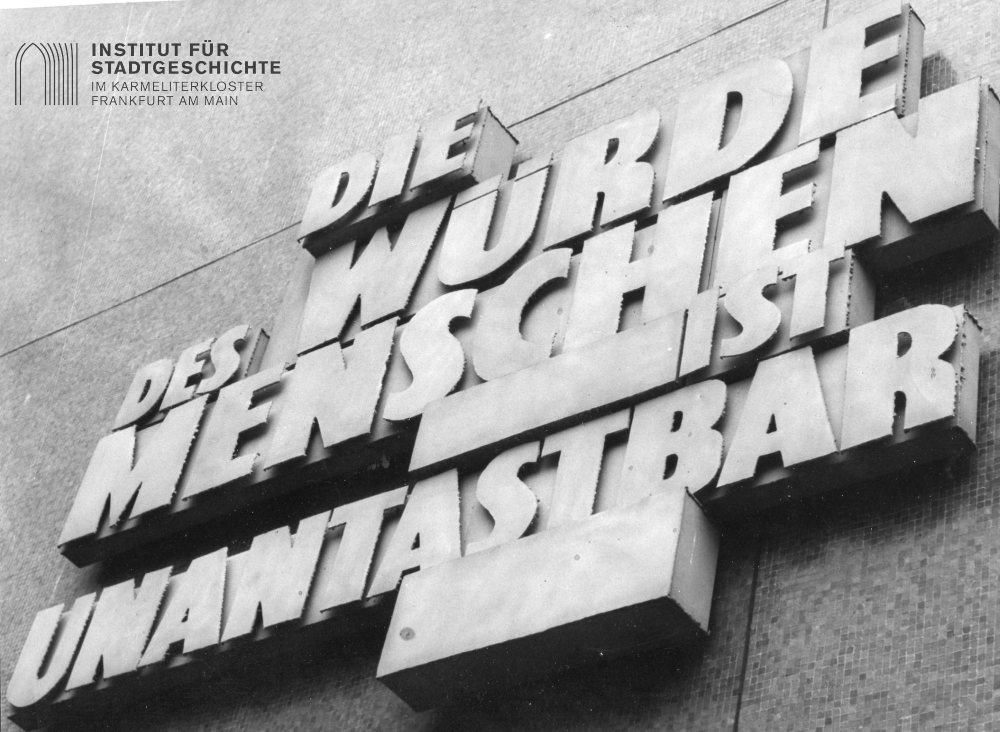 INSTITUT FÜR
STADTGESCHICHTE
IM KARMELITERKLOSTER
FRANKFURT AM MAIN
DIE
WÜRDE
DES
MENSCHEN
IST
UNANTASTBAR